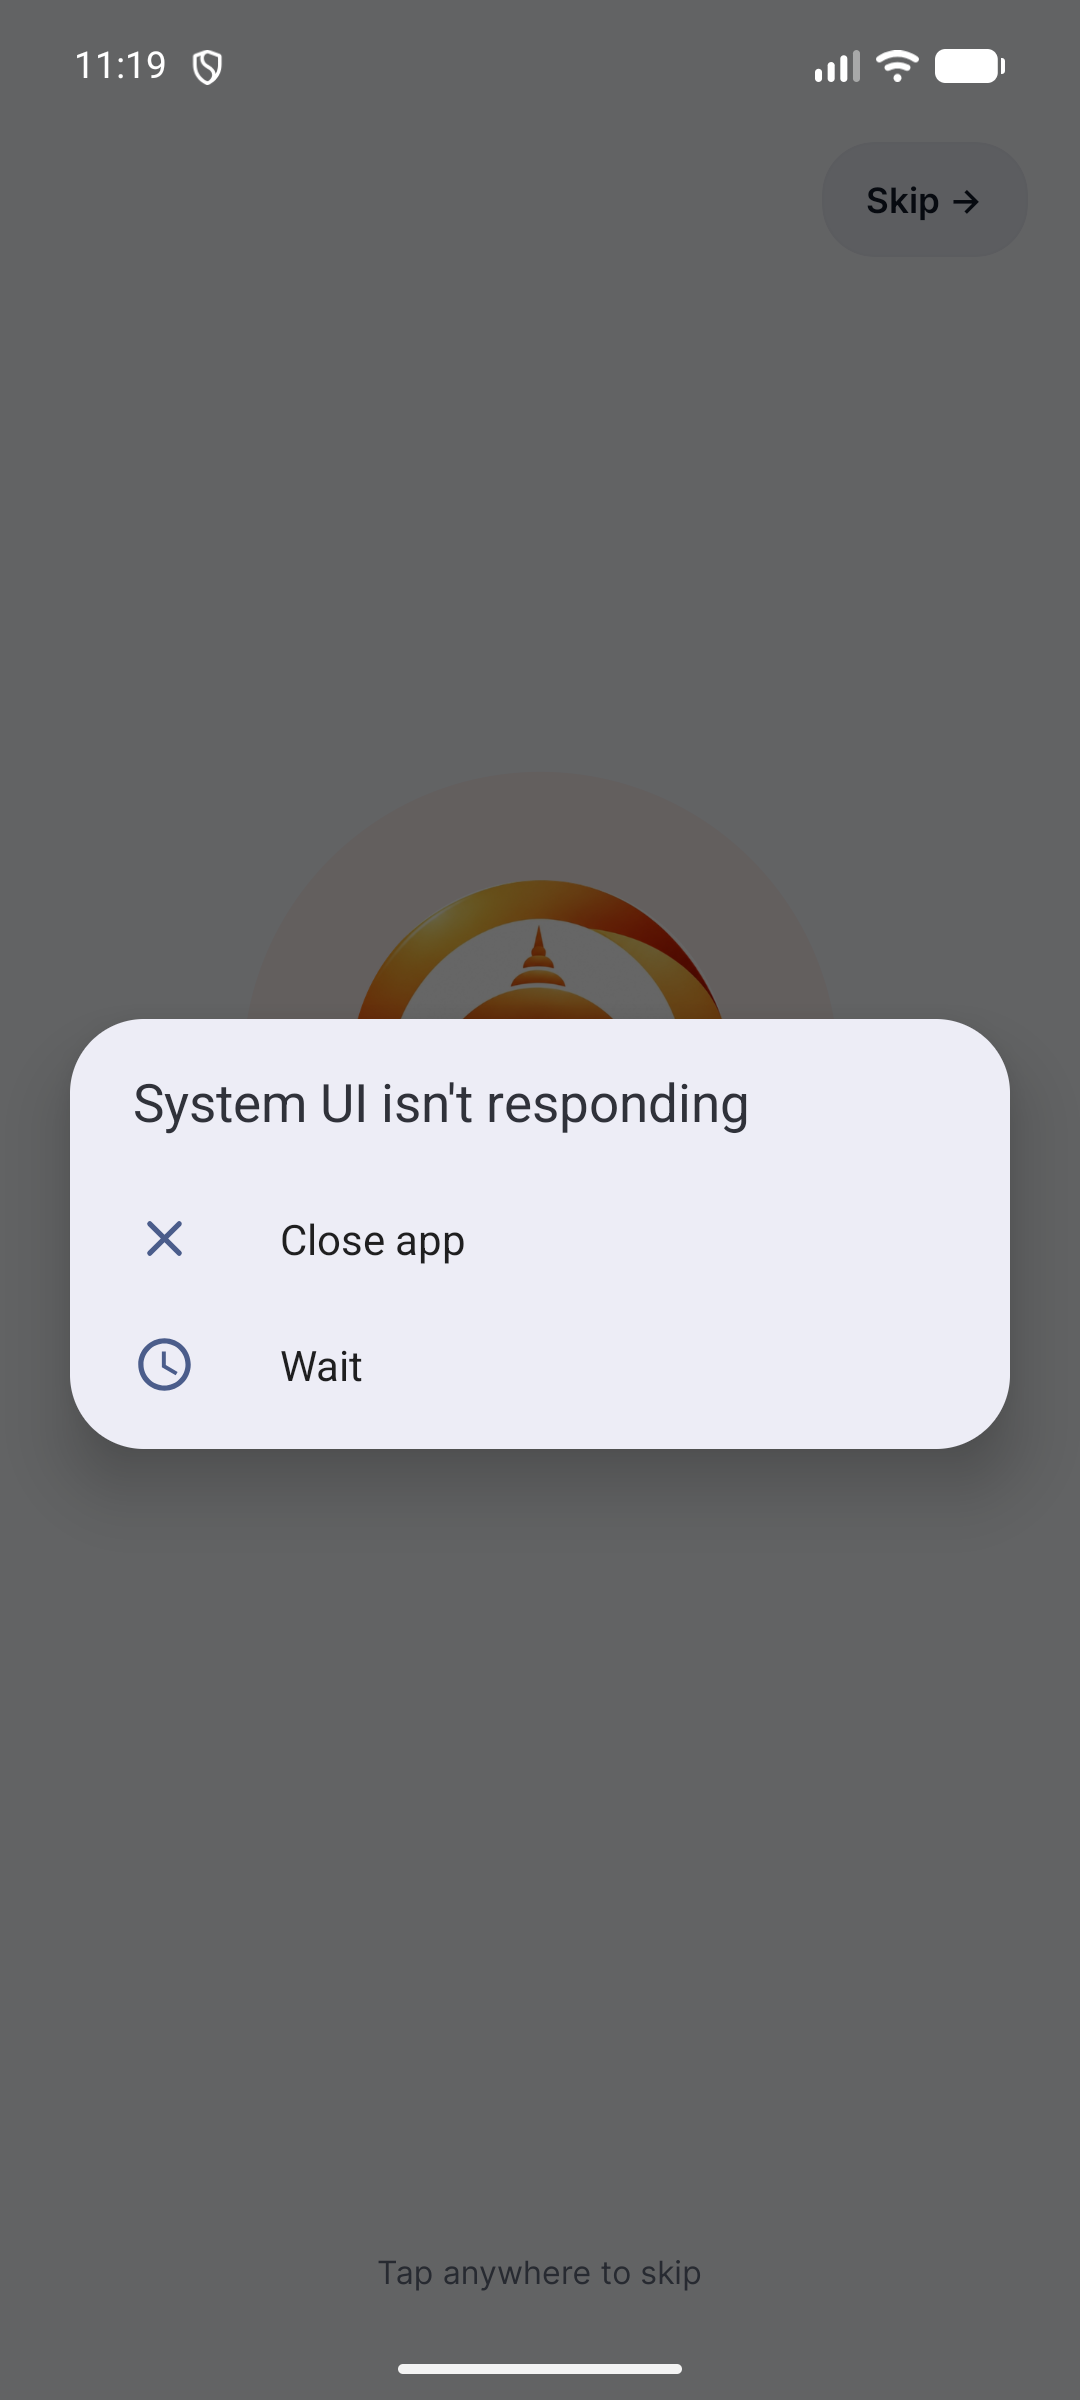 11:19
Skip →
System UI isn't responding
Close app
Wait
Tap anywhere to skip